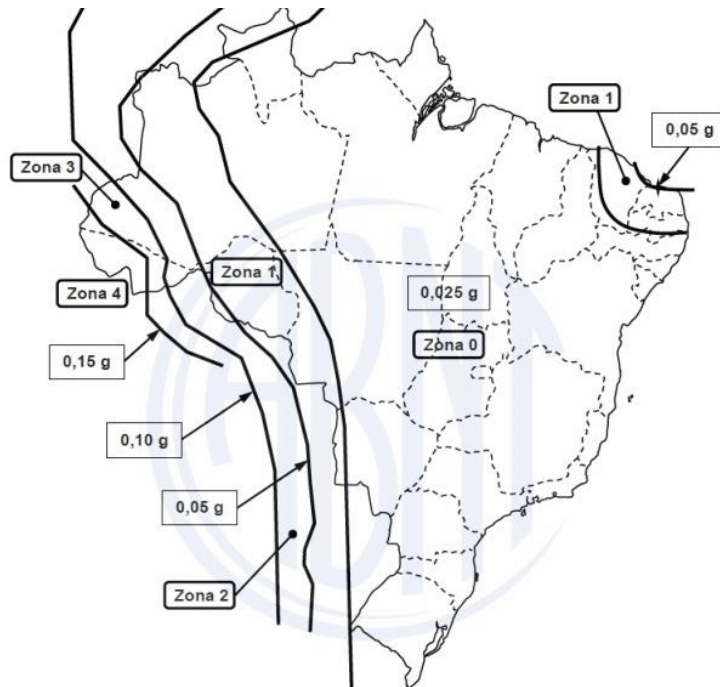 Zona 1
0,05 g
Zona 3
Zona 1
Zona 4
0,025 g
Zona 0
0,15 g
0,10 g
0,05 g
Zona 2
ABNT